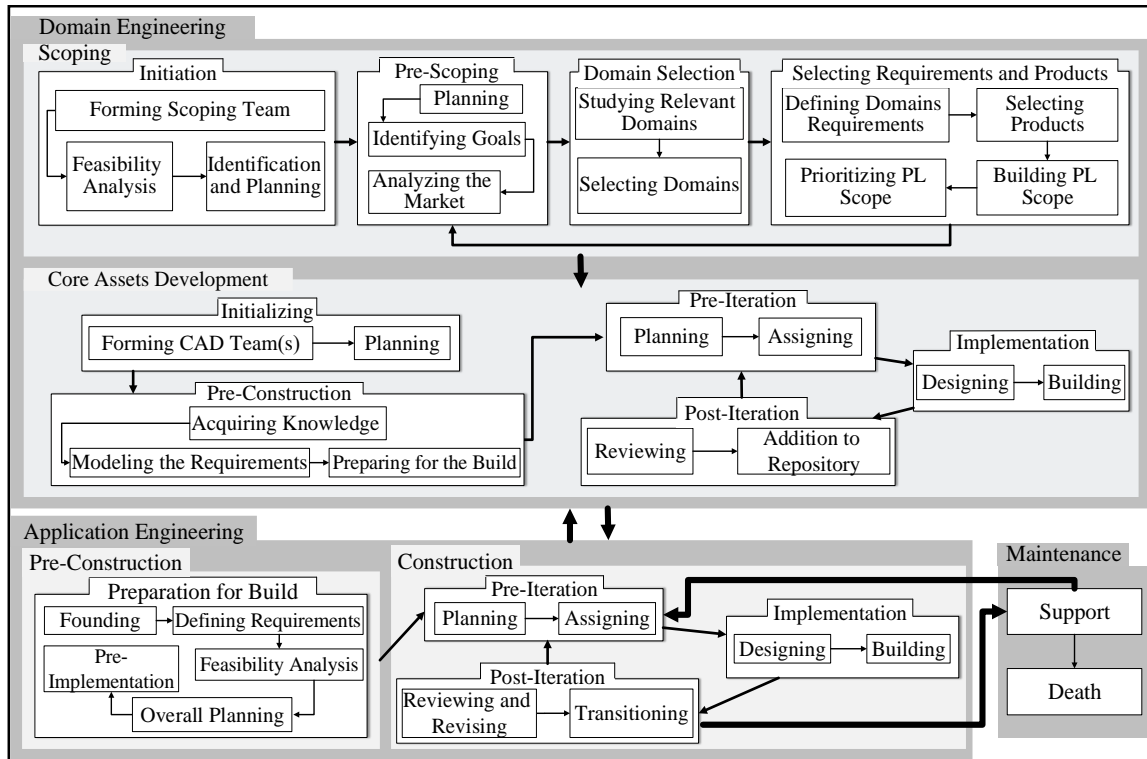 Domain Engineering
Scoping
Initiation
Forming Scoping Team
Feasibility
Analysis
Identification
and Planning
Pre-Scoping
Planning
Identifying Goals
Analyzing the
Market
Domain Selection
Studying Relevant
Domains
Selecting Domains
Selecting Requirements and Products
Defining Domains
Requirements
Selecting
Products
Prioritizing PL
Scope
Building PL
Scope
Core Assets Development
Initializing
Forming CAD Team(s)
Planning
Pre-Construction
Acquiring Knowledge
Modeling the Requirements
Preparing for the Build
Pre-Iteration
Planning
Assigning
Implementation
Designing
Building
Post-Iteration
Reviewing
Addition to
Repository
Application Engineering
Pre-Construction
Preparation for Build
Founding
Defining Requirements
Pre-
Implementation
Feasibility Analysis
Overall Planning
Construction
Pre-Iteration
Planning
Assigning
Implementation
Designing
Building
Post-Iteration
Reviewing and
Revising
Transitioning
Maintenance
Support
Death